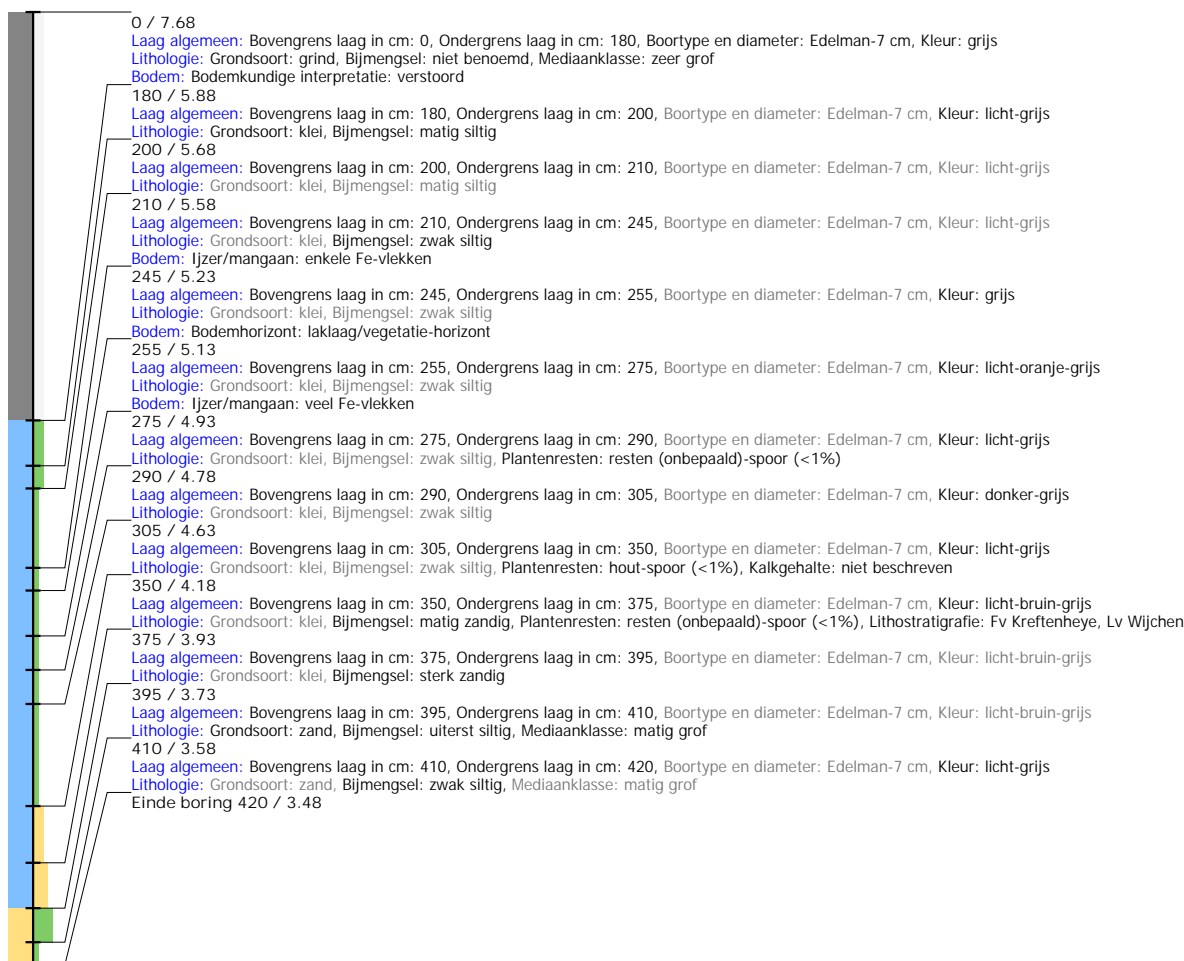 0 / 7.68
Laag algemeen: Bovengrens laag in cm: 0, Ondergrens laag in cm: 180, Boortype en diameter: Edelman-7 cm, Kleur: grijs
Lithologie: Grondsoort: grind, Bijmengsel: niet benoemd, Mediaanklasse: zeer grof
Bodem: Bodemkundige interpretatie: verstoord
180 / 5.88
Laag algemeen: Bovengrens laag in cm: 180, Ondergrens laag in cm: 200, Boortype en diameter: Edelman-7 cm, Kleur: licht-grijs
Lithologie: Grondsoort: klei, Bijmengsel: matig siltig
200 / 5.68
Laag algemeen: Bovengrens laag in cm: 200, Ondergrens laag in cm: 210, Boortype en diameter: Edelman-7 cm, Kleur: licht-grijs
Lithologie: Grondsoort: klei, Bijmengsel: matig siltig
210 / 5.58
Laag algemeen: Bovengrens laag in cm: 210, Ondergrens laag in cm: 245, Boortype en diameter: Edelman-7 cm, Kleur: licht-grijs
Lithologie: Grondsoort: klei, Bijmengsel: zwak siltig
Bodem: Ijzer/mangaan: enkele Fe-vlekken
245 / 5.23
Laag algemeen: Bovengrens laag in cm: 245, Ondergrens laag in cm: 255, Boortype en diameter: Edelman-7 cm, Kleur: grijs
Lithologie: Grondsoort: klei, Bijmengsel: zwak siltig
Bodem: Bodemhorizont: laklaag/vegetatie-horizont
255 / 5.13
Laag algemeen: Bovengrens laag in cm: 255, Ondergrens laag in cm: 275, Boortype en diameter: Edelman-7 cm, Kleur: licht-oranje-grijs
Lithologie: Grondsoort: klei, Bijmengsel: zwak siltig
Bodem: Ijzer/mangaan: veel Fe-vlekken
275 / 4.93
Laag algemeen: Bovengrens laag in cm: 275, Ondergrens laag in cm: 290, Boortype en diameter: Edelman-7 cm, Kleur: licht-grijs
Lithologie: Grondsoort: klei, Bijmengsel: zwak siltig, Plantenresten: resten (onbepaald)-spoor (<1%)
290 / 4.78
Laag algemeen: Bovengrens laag in cm: 290, Ondergrens laag in cm: 305, Boortype en diameter: Edelman-7 cm, Kleur: donker-grijs
Lithologie: Grondsoort: klei, Bijmengsel: zwak siltig
305 / 4.63
Laag algemeen: Bovengrens laag in cm: 305, Ondergrens laag in cm: 350, Boortype en diameter: Edelman-7 cm, Kleur: licht-grijs
Lithologie: Grondsoort: klei, Bijmengsel: zwak siltig, Plantenresten: hout-spoor (<1%), Kalkgehalte: niet beschreven
350 / 4.18
Laag algemeen: Bovengrens laag in cm: 350, Ondergrens laag in cm: 375, Boortype en diameter: Edelman-7 cm, Kleur: licht-bruin-grijs
Lithologie: Grondsoort: klei, Bijmengsel: matig zandig, Plantenresten: resten (onbepaald)-spoor (<1%), Lithostratigrafie: Fv Kreftenheye, Lv Wijchen
375 / 3.93
Laag algemeen: Bovengrens laag in cm: 375, Ondergrens laag in cm: 395, Boortype en diameter: Edelman-7 cm, Kleur: licht-bruin-grijs
Lithologie: Grondsoort: klei, Bijmengsel: sterk zandig
395 / 3.73
Laag algemeen: Bovengrens laag in cm: 395, Ondergrens laag in cm: 410, Boortype en diameter: Edelman-7 cm, Kleur: licht-bruin-grijs
Lithologie: Grondsoort: zand, Bijmengsel: uiterst siltig, Mediaanklasse: matig grof
410 / 3.58
Laag algemeen: Bovengrens laag in cm: 410, Ondergrens laag in cm: 420, Boortype en diameter: Edelman-7 cm, Kleur: licht-grijs
Lithologie: Grondsoort: zand, Bijmengsel: zwak siltig, Mediaanklasse: matig grof
Einde boring 420 / 3.48